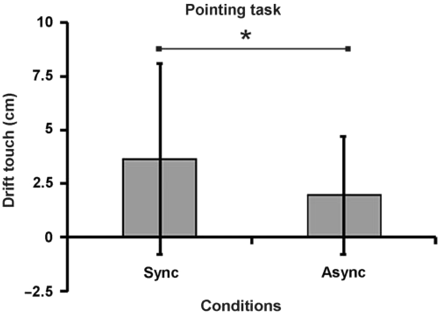 Pointing task
*
10
7.5
5
2.5
0
−2.5
Drift touch (cm)
Sync Async
Conditions